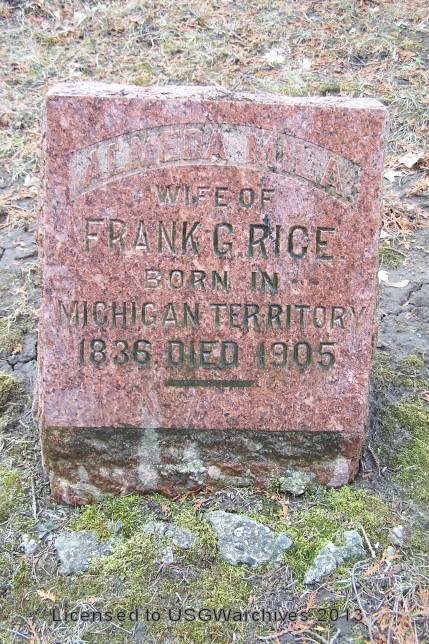 ALMEDA MILA
WIFE OF
FRANK G. RICE
BORN IN
MICHIGAN TERRITORY
1836. DIED 1905
Licensed to USGWarchives 2013